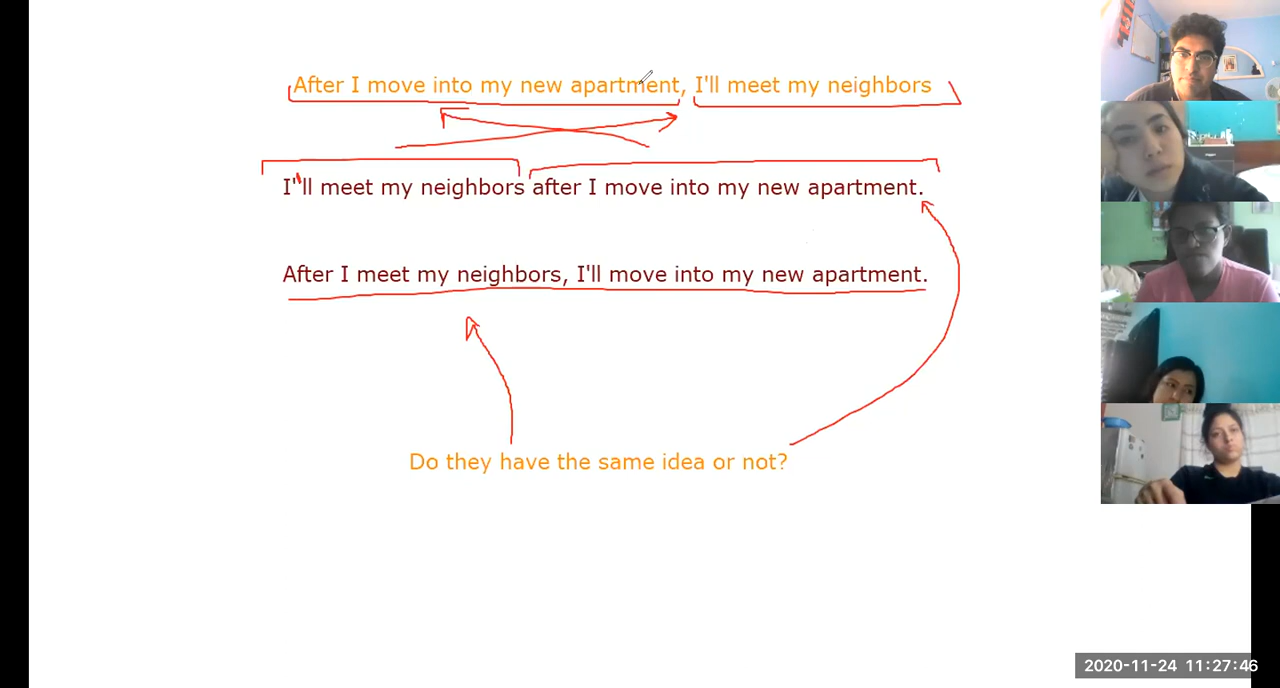 After I move into my new apartment, I'll meet my neighbors
I'll meet my neighbors after I move into my new apartment.
After I meet my neighbors, I'll move into my new apartment.
Do they have the same idea or not?
2020-11-24 11:27:46